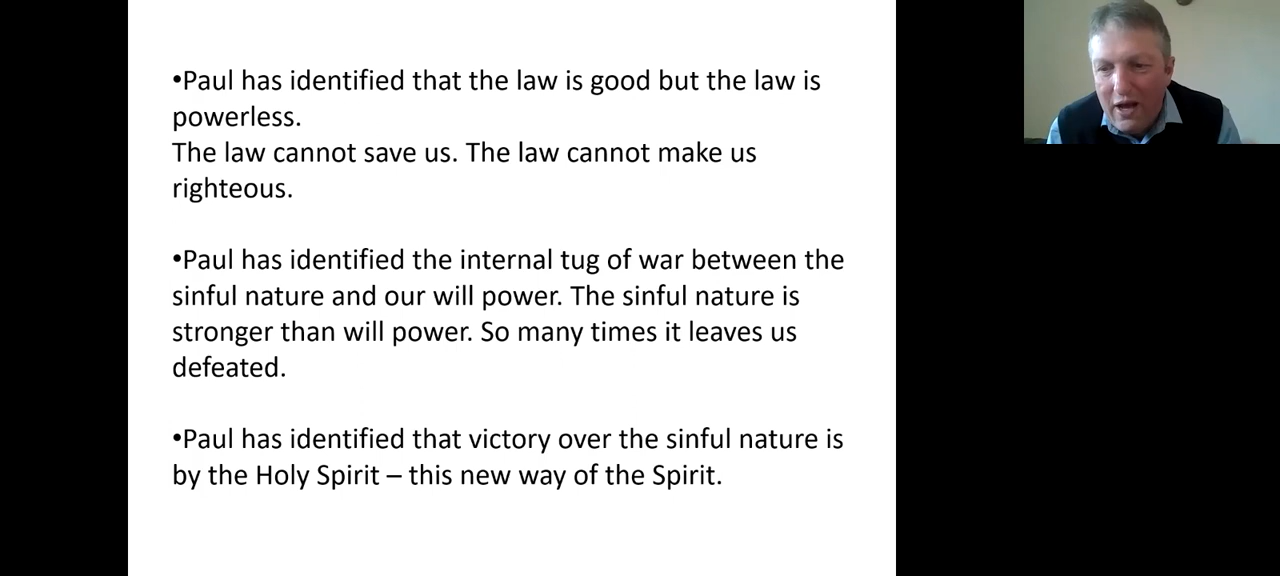 •Paul has identified that the law is good but the law is
powerless.
The law cannot save us. The law cannot make us
righteous.
•Paul has identified the internal tug of war between the
sinful nature and our will power. The sinful nature is
stronger than will power. So many times it leaves us
defeated.
•Paul has identified that victory over the sinful nature is
by the Holy Spirit – this new way of the Spirit.